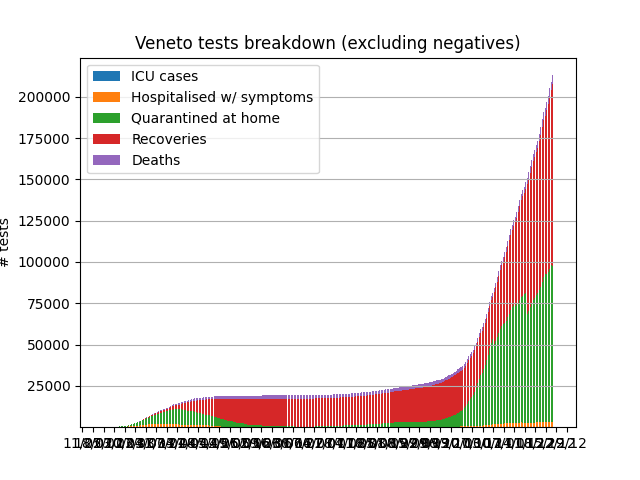 Veneto tests breakdown (excluding negatives)
ICU cases
Hospitalised w/ symptoms
Quarantined at home
Recoveries
Deaths
200000
175000
150000
125000
100000
75000
50000
25000
# tests